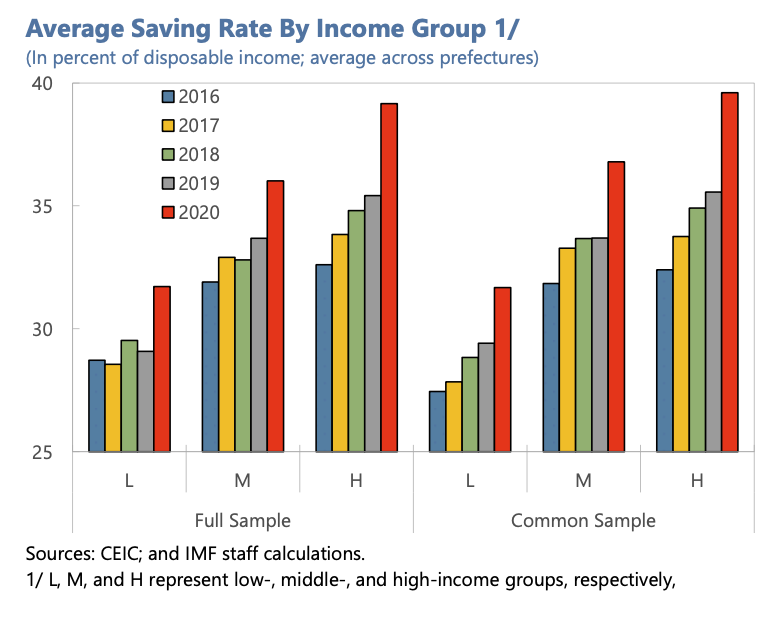 Average Saving Rate By Income Group 1/
(In percent of disposable income; average across prefectures)
40
35
30
25
2016
2017
2018
2019
2020
L M H L M H
Full Sample Common Sample
Sources: CEIC; and IMF staff calculations.
1/ L, M, and H represent low-, middle-, and high-income groups, respectively,